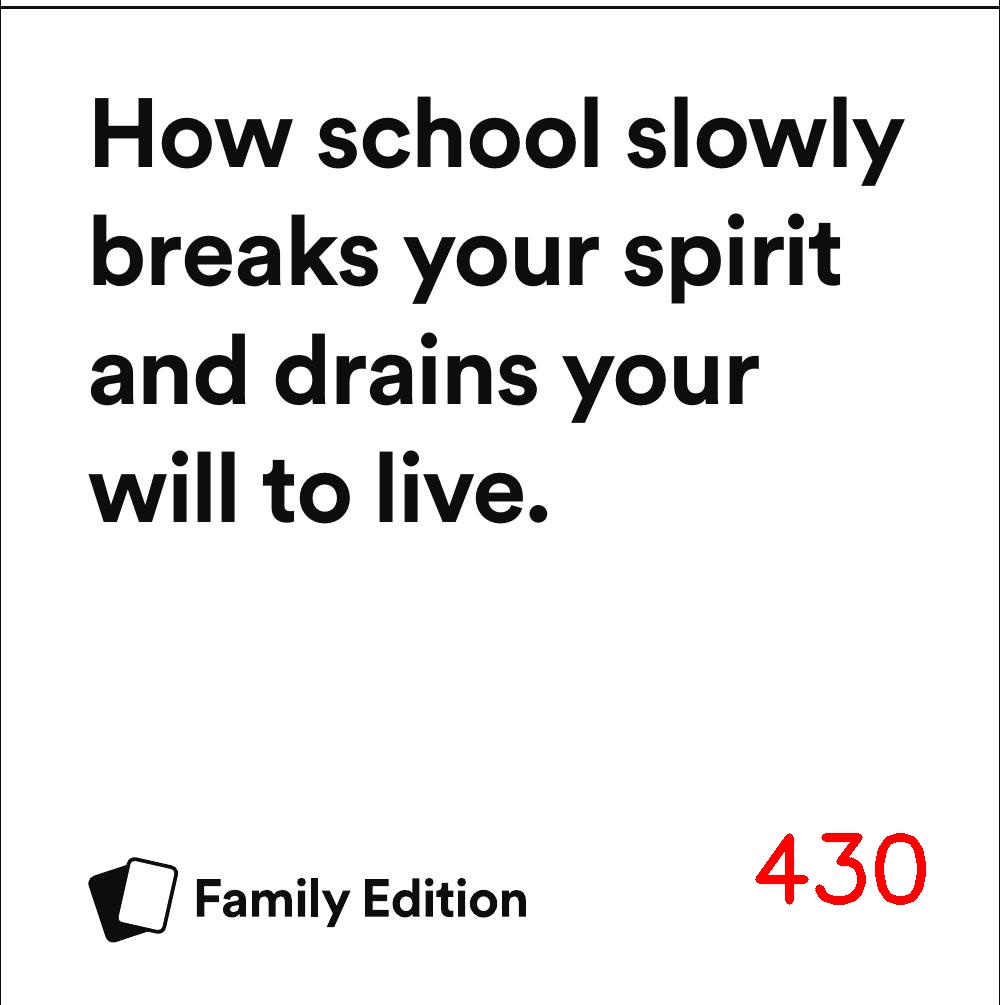 How school slowly
breaks your spirit
and drains your
will to live.
Family Edition
430